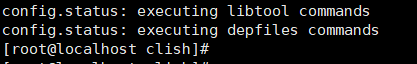 config.status: executing libtool commands
config.status: executing depfiles commands
[root@localhost clish]#